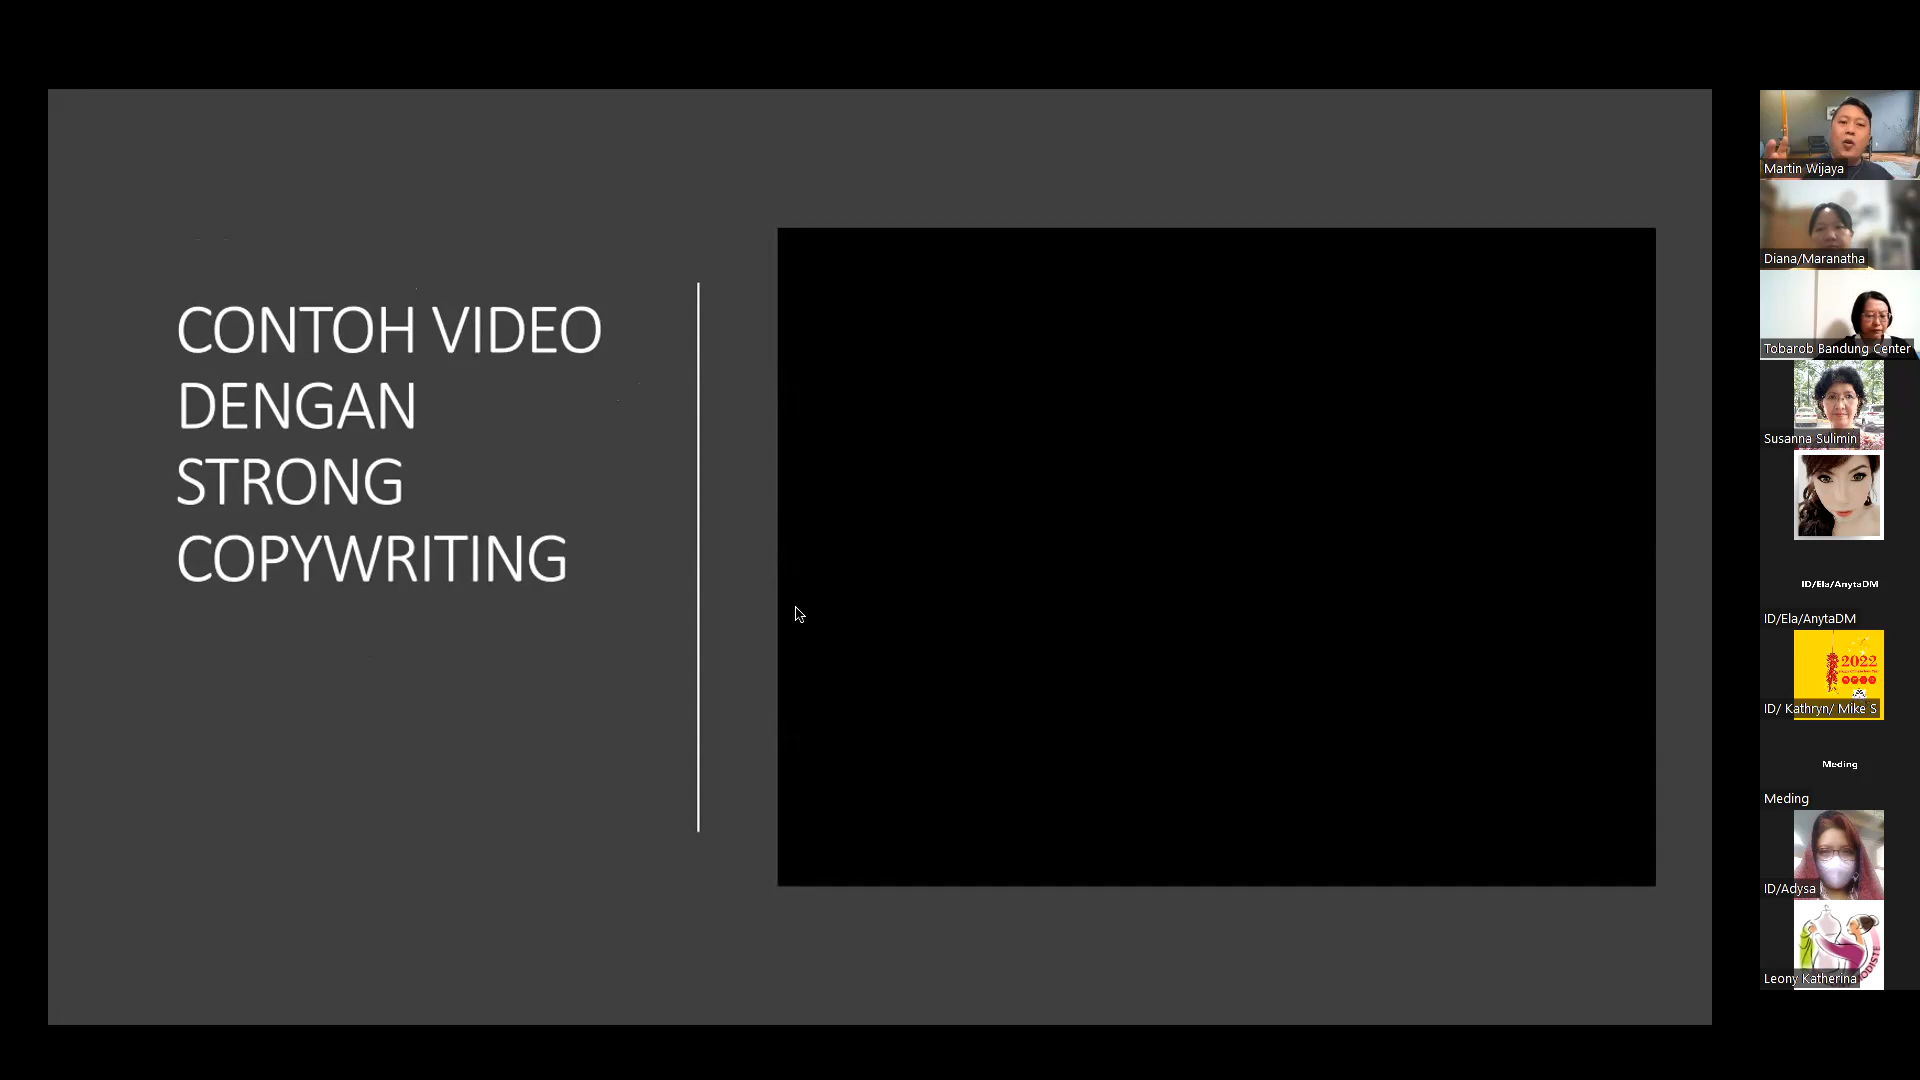 CONTOH VIDEO
DENGAN
STRONG
COPYWRITING
Martin Wijaya
Diana/Maranatha
Tobarob Bandung Center
Susanna Sulimin
ID/Ela/AnytaDM
ID/Ela/AnytaDM
2022
ID/ Kathryn/ Mike S
Meding
Meding
ID/Adysa
Leony Katherina